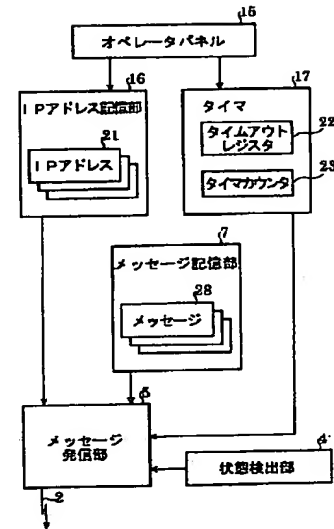 15
オペレータパネル
16
17
IPアドレス記信部
タイマ
21
22
IPアドレス
タイムアウト
レジスタ
23
タイマカウンタ
7
メッセージ記信部
28
メッセージ
5
メッセージ
発信部
4
状態検出部
2